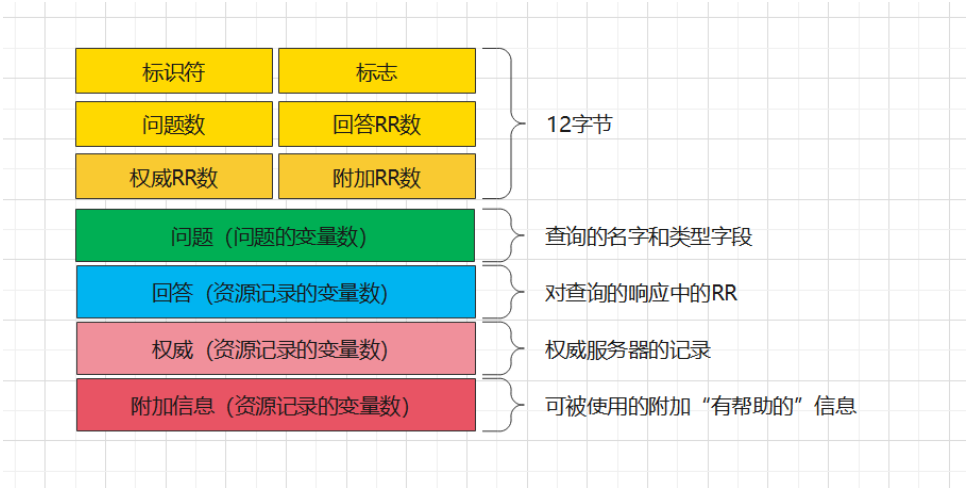 标识符 标志
问题数 回答RR数
12字节
权威RR数 附加RR数
问题（问题的变量数） 查询的名字和类型字段
回答（资源记录的变量数） 对查询的响应中的RR
权威（资源记录的变量数） 权威服务器的记录
附加信息（资源记录的变量数） 可被使用的附加“有帮助的”信息